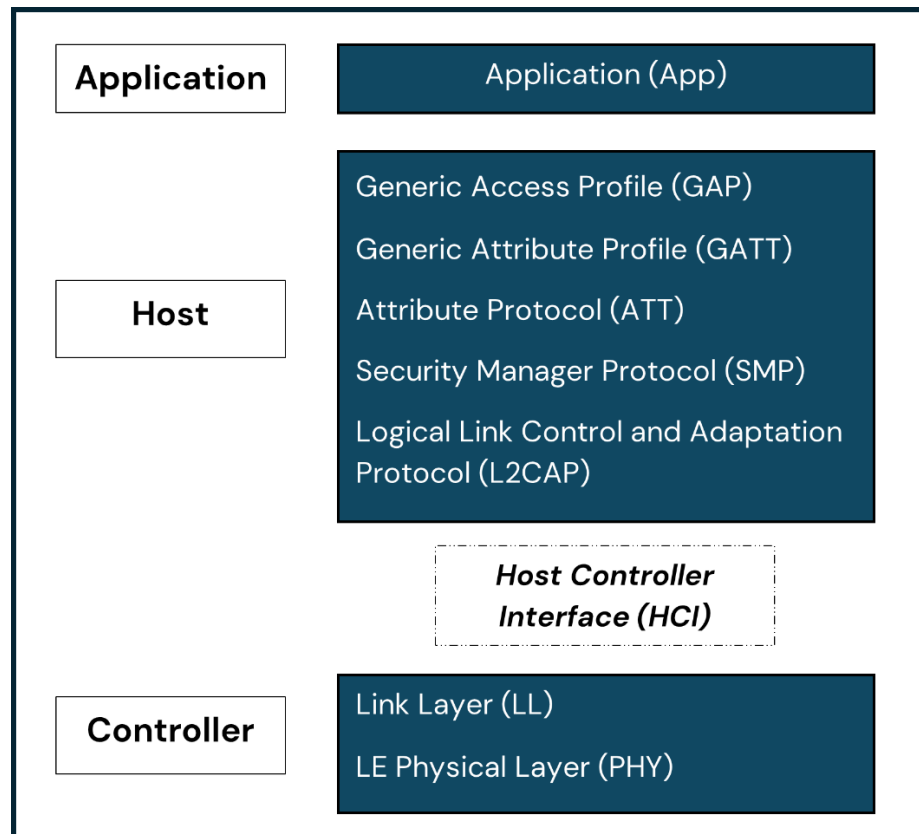 Application
Application (App)
Host
Generic Access Profile (GAP)
Generic Attribute Profile (GATT)
Attribute Protocol (ATT)
Security Manager Protocol (SMP)
Logical Link Control and Adaptation
Protocol (L2CAP)
Host Controller
Interface (HCI)
Controller
Link Layer (LL)
LE Physical Layer (PHY)